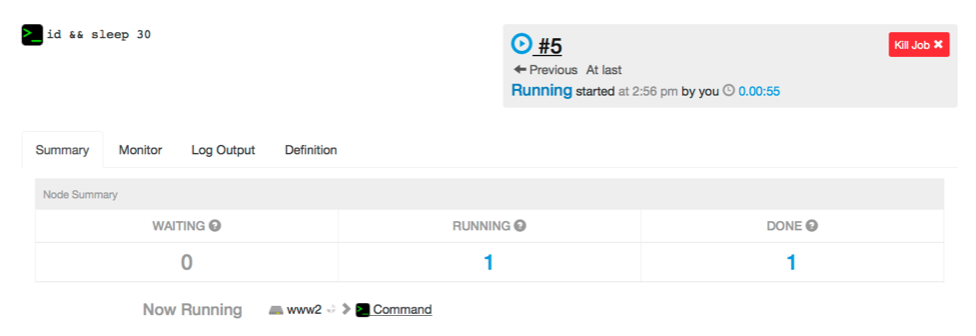 >_ id && sleep 30
#5
Kill Job ✖
← Previous At last
Running started at 2:56 pm by you 0.00:55
Summary Monitor Log Output Definition
Node Summary
WAITING ? RUNNING ? DONE ?
0 1 1
Now Running www2 > >_ Command